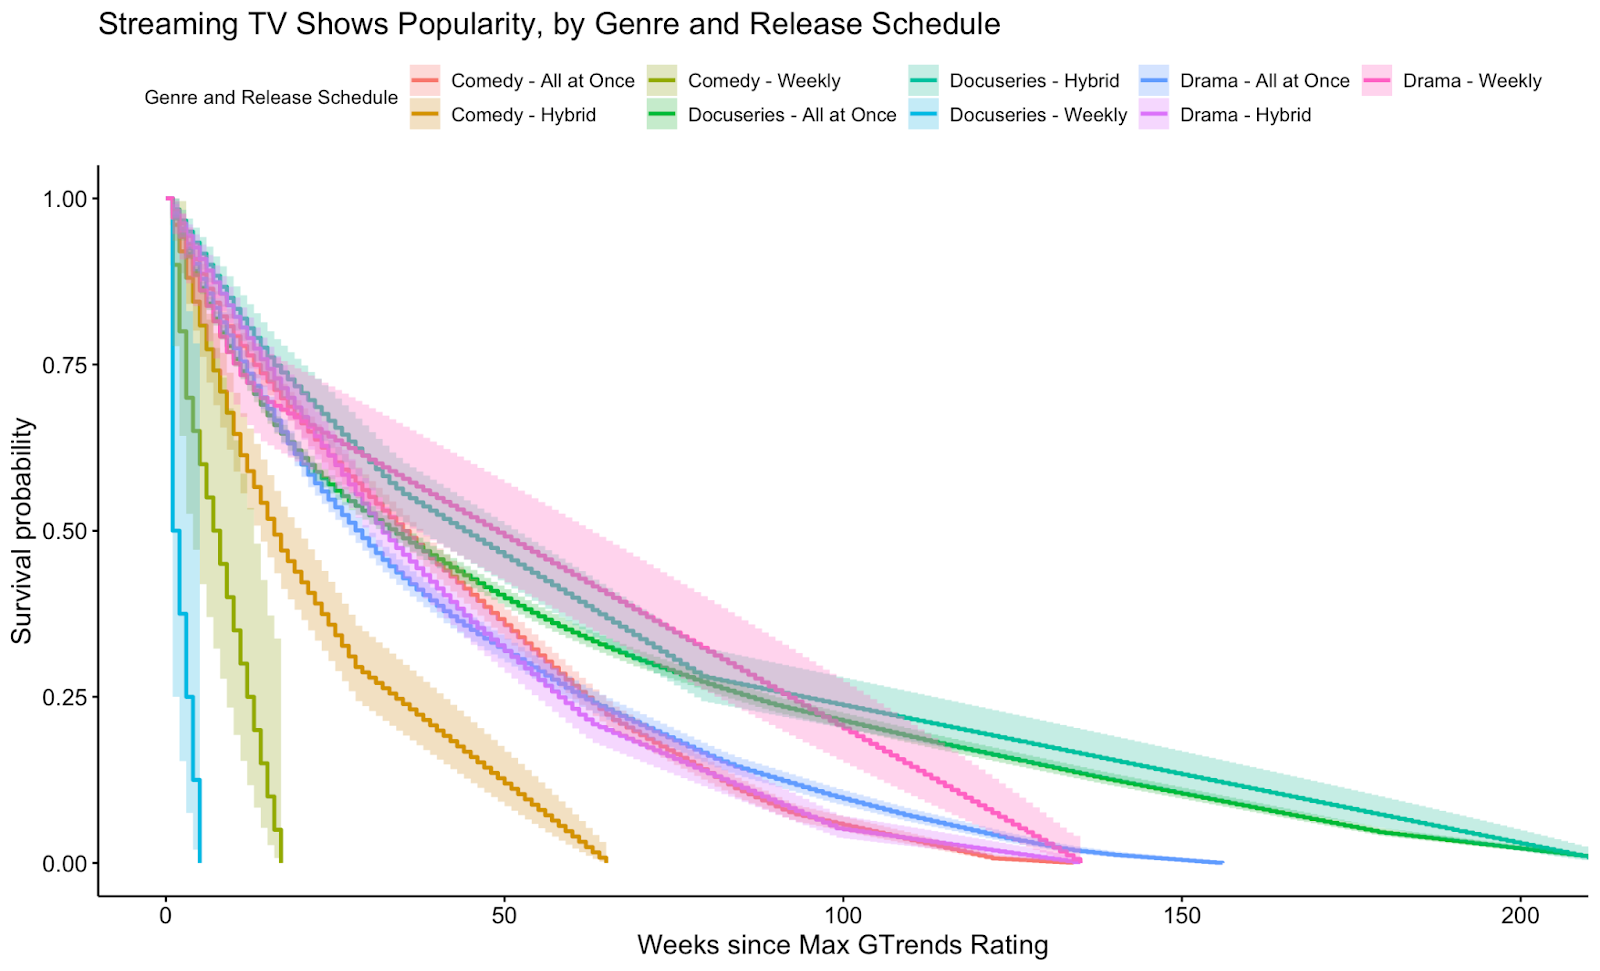 Streaming TV Shows Popularity, by Genre and Release Schedule
Genre and Release Schedule
Comedy - All at Once
Comedy - Weekly
Docuseries - Hybrid
Drama - All at Once
Drama - Weekly
Comedy - Hybrid
Docuseries - All at Once
Docuseries - Weekly
Drama - Hybrid
Survival probability
1.00
0.75
0.50
0.25
0.00
0
50
100
150
200
Weeks since Max GTrends Rating